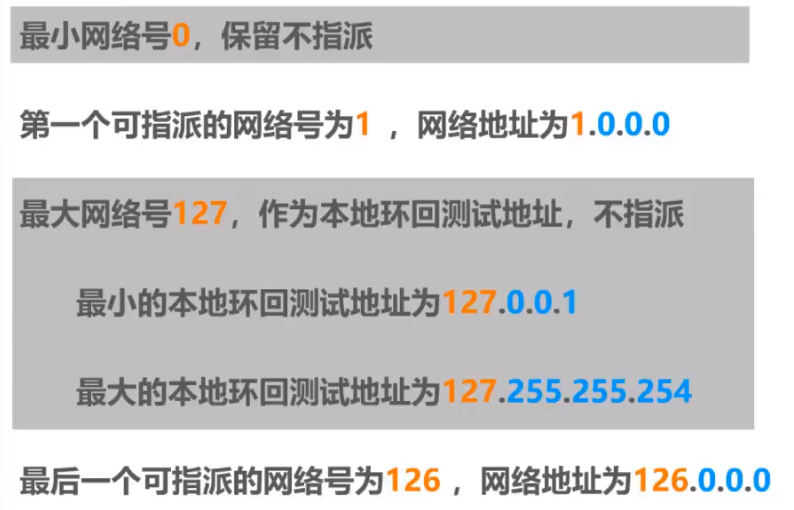 最小网络号0，保留不指派
第一个可指派的网络号为1 ，网络地址为1.0.0.0
最大网络号127，作为本地环回测试地址，不指派
最小的本地环回测试地址为127.0.0.1
最大的本地环回测试地址为127.255.255.254
最后一个可指派的网络号为126 ，网络地址为126.0.0.0